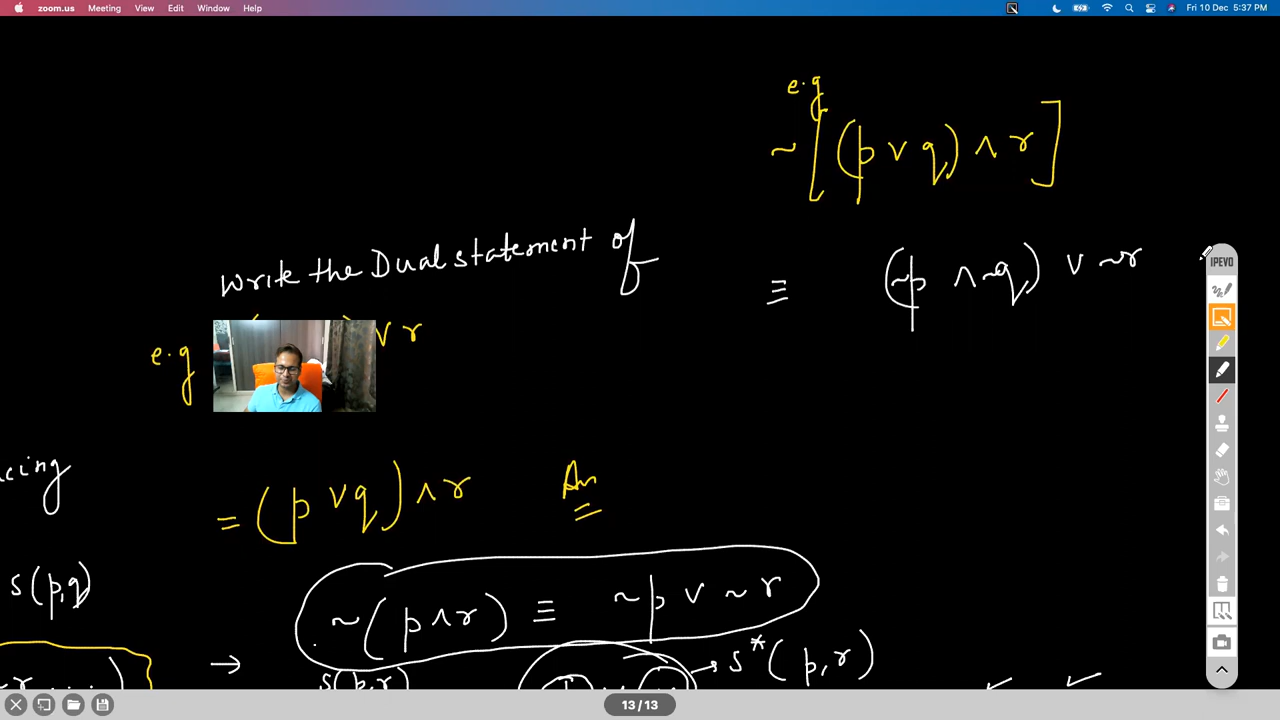 zoom.us Meeting View Edit Window Help Fri 10 Dec 5:37 PM
e.g
~[(p ∨ q) ∧ r]
≡ (~p ∧ ~q) ∨ ~r
Write the Dual statement of
e.g ∨ r
= (p ∨ q) ∧ r Ans
s(p,q)
~(p ∧ r) ≡ ~p ∨ ~r
→ s(p,r) → s*(p,r)
IPEVO
13/13